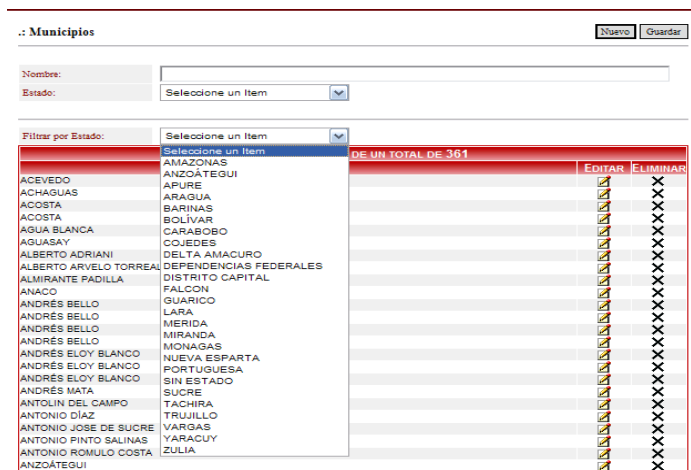 .: Municipios
Nuevo Guardar
Nombre:
Estado: Seleccione un Item
Filtrar por Estado: Seleccione un Item
DE UN TOTAL DE 361
EDITAR ELIMINAR
Seleccione un Item
AMAZONAS
ANZOÁTEGUI
APURE
ARAGUA
BARINAS
BOLÍVAR
CARABOBO
COJEDES
DELTA AMACURO
DEPENDENCIAS FEDERALES
DISTRITO CAPITAL
FALCON
GUARICO
LARA
MERIDA
MIRANDA
MONAGAS
NUEVA ESPARTA
PORTUGUESA
SIN ESTADO
SUCRE
TACHIRA
TRUJILLO
VARGAS
YARACUY
ZULIA
ACEVEDO
ACHAGUAS
ACOSTA
ACOSTA
AGUA BLANCA
AGUASAY
ALBERTO ADRIANI
ALBERTO ARVELO TORREAL
ALMIRANTE PADILLA
ANACO
ANDRÉS BELLO
ANDRÉS BELLO
ANDRÉS BELLO
ANDRÉS BELLO
ANDRÉS ELOY BLANCO
ANDRÉS ELOY BLANCO
ANDRÉS ELOY BLANCO
ANDRÉS MATA
ANTOLIN DEL CAMPO
ANTONIO DÍAZ
ANTONIO JOSE DE SUCRE
ANTONIO PINTO SALINAS
ANTONIO ROMULO COSTA
ANZOÁTEGUI